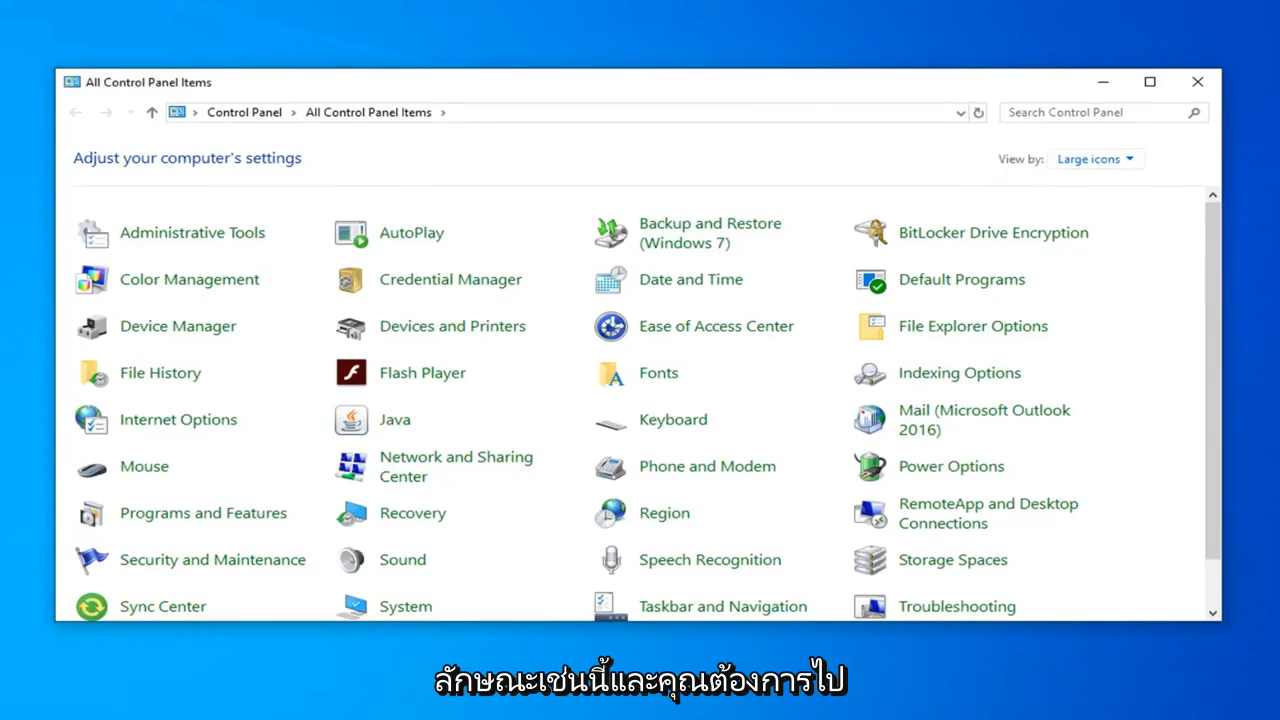 All Control Panel Items
Control Panel > All Control Panel Items >
Search Control Panel
Adjust your computer's settings
View by: Large icons
Administrative Tools
AutoPlay
Backup and Restore
(Windows 7)
BitLocker Drive Encryption
Color Management
Credential Manager
Date and Time
Default Programs
Device Manager
Devices and Printers
Ease of Access Center
File Explorer Options
File History
Flash Player
Fonts
Indexing Options
Internet Options
Java
Keyboard
Mail (Microsoft Outlook
2016)
Mouse
Network and Sharing
Center
Phone and Modem
Power Options
Programs and Features
Recovery
Region
RemoteApp and Desktop
Connections
Security and Maintenance
Sound
Speech Recognition
Storage Spaces
Sync Center
System
Taskbar and Navigation
Troubleshooting
ลักษณะเช่นนี้และคุณต้องการไป